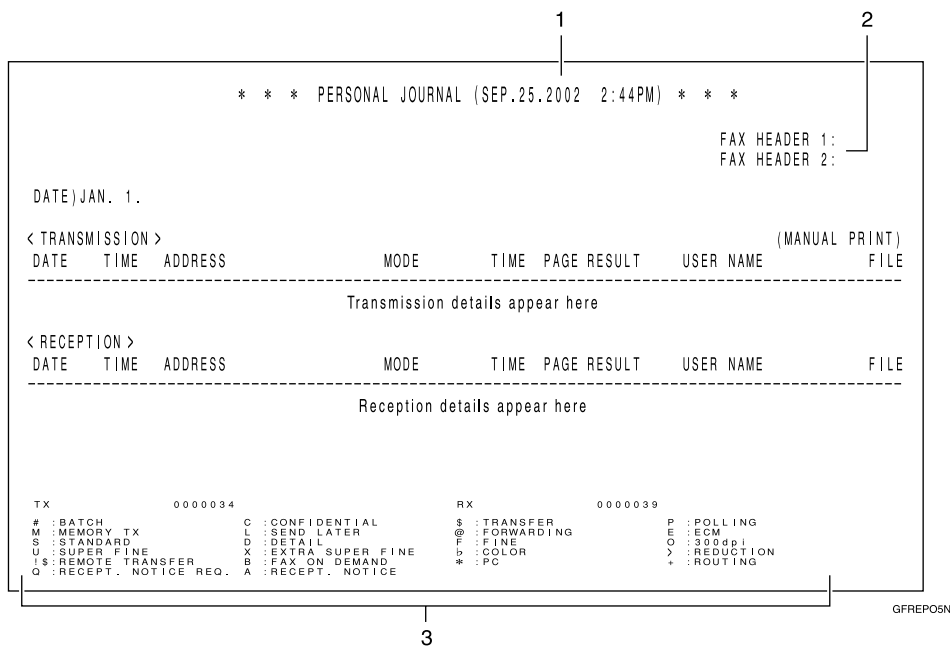 1 2
* * * PERSONAL JOURNAL (SEP.25.2002 2:44PM) * * *
FAX HEADER 1:
FAX HEADER 2:
DATE)JAN. 1.
<TRANSMISSION> (MANUAL PRINT)
DATE TIME ADDRESS MODE TIME PAGE RESULT USER NAME FILE
Transmission details appear here
<RECEPTION>
DATE TIME ADDRESS MODE TIME PAGE RESULT USER NAME FILE
Reception details appear here
TX 0000034 RX 0000039
# :BATCH C :CONFIDENTIAL $ :TRANSFER P :POLLING
M :MEMORY TX L :SEND LATER @ :FORWARDING E :ECM
S :STANDARD D :DETAIL F :FINE O :300dpi
U :SUPER FINE X :EXTRA SUPER FINE ♭ :COLOR > :REDUCTION
!$:REMOTE TRANSFER B :FAX ON DEMAND * :PC + :ROUTING
Q :RECEPT. NOTICE REQ. A :RECEPT. NOTICE
GFREPO5N
3